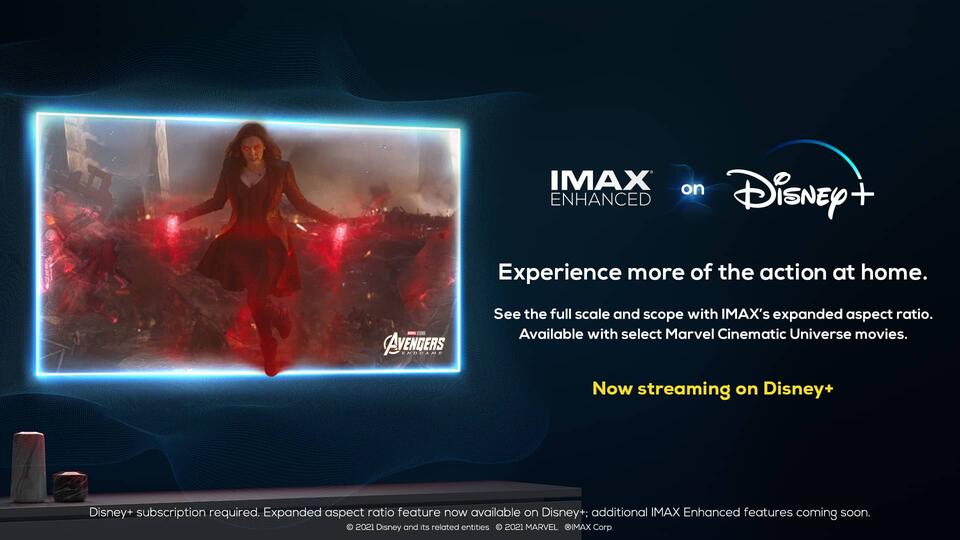 IMAX®
ENHANCED
on
Disney+
Experience more of the action at home.
See the full scale and scope with IMAX's expanded aspect ratio.
Available with select Marvel Cinematic Universe movies.
Now streaming on Disney+
MARVEL STUDIOS
AVENGERS
ENDGAME
Disney+ subscription required. Expanded aspect ratio feature now available on Disney+; additional IMAX Enhanced features coming soon.
© 2021 Disney and its related entities © 2021 MARVEL ®IMAX Corp.